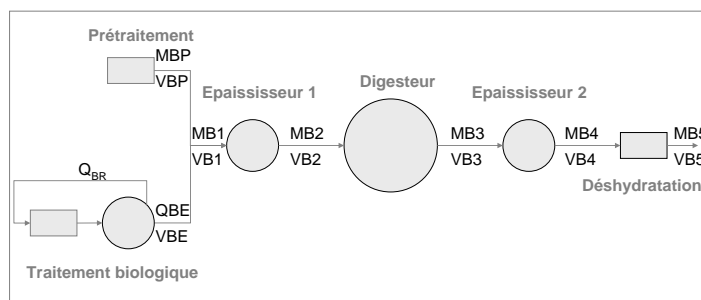 Prétraitement
MBP
VBP
Epaississeur 1
Digesteur
Epaississeur 2
MB1
VB1
MB2
VB2
MB3
VB3
MB4
VB4
MB5
VB5
Déshydratation
QBR
QBE
VBE
Traitement biologique